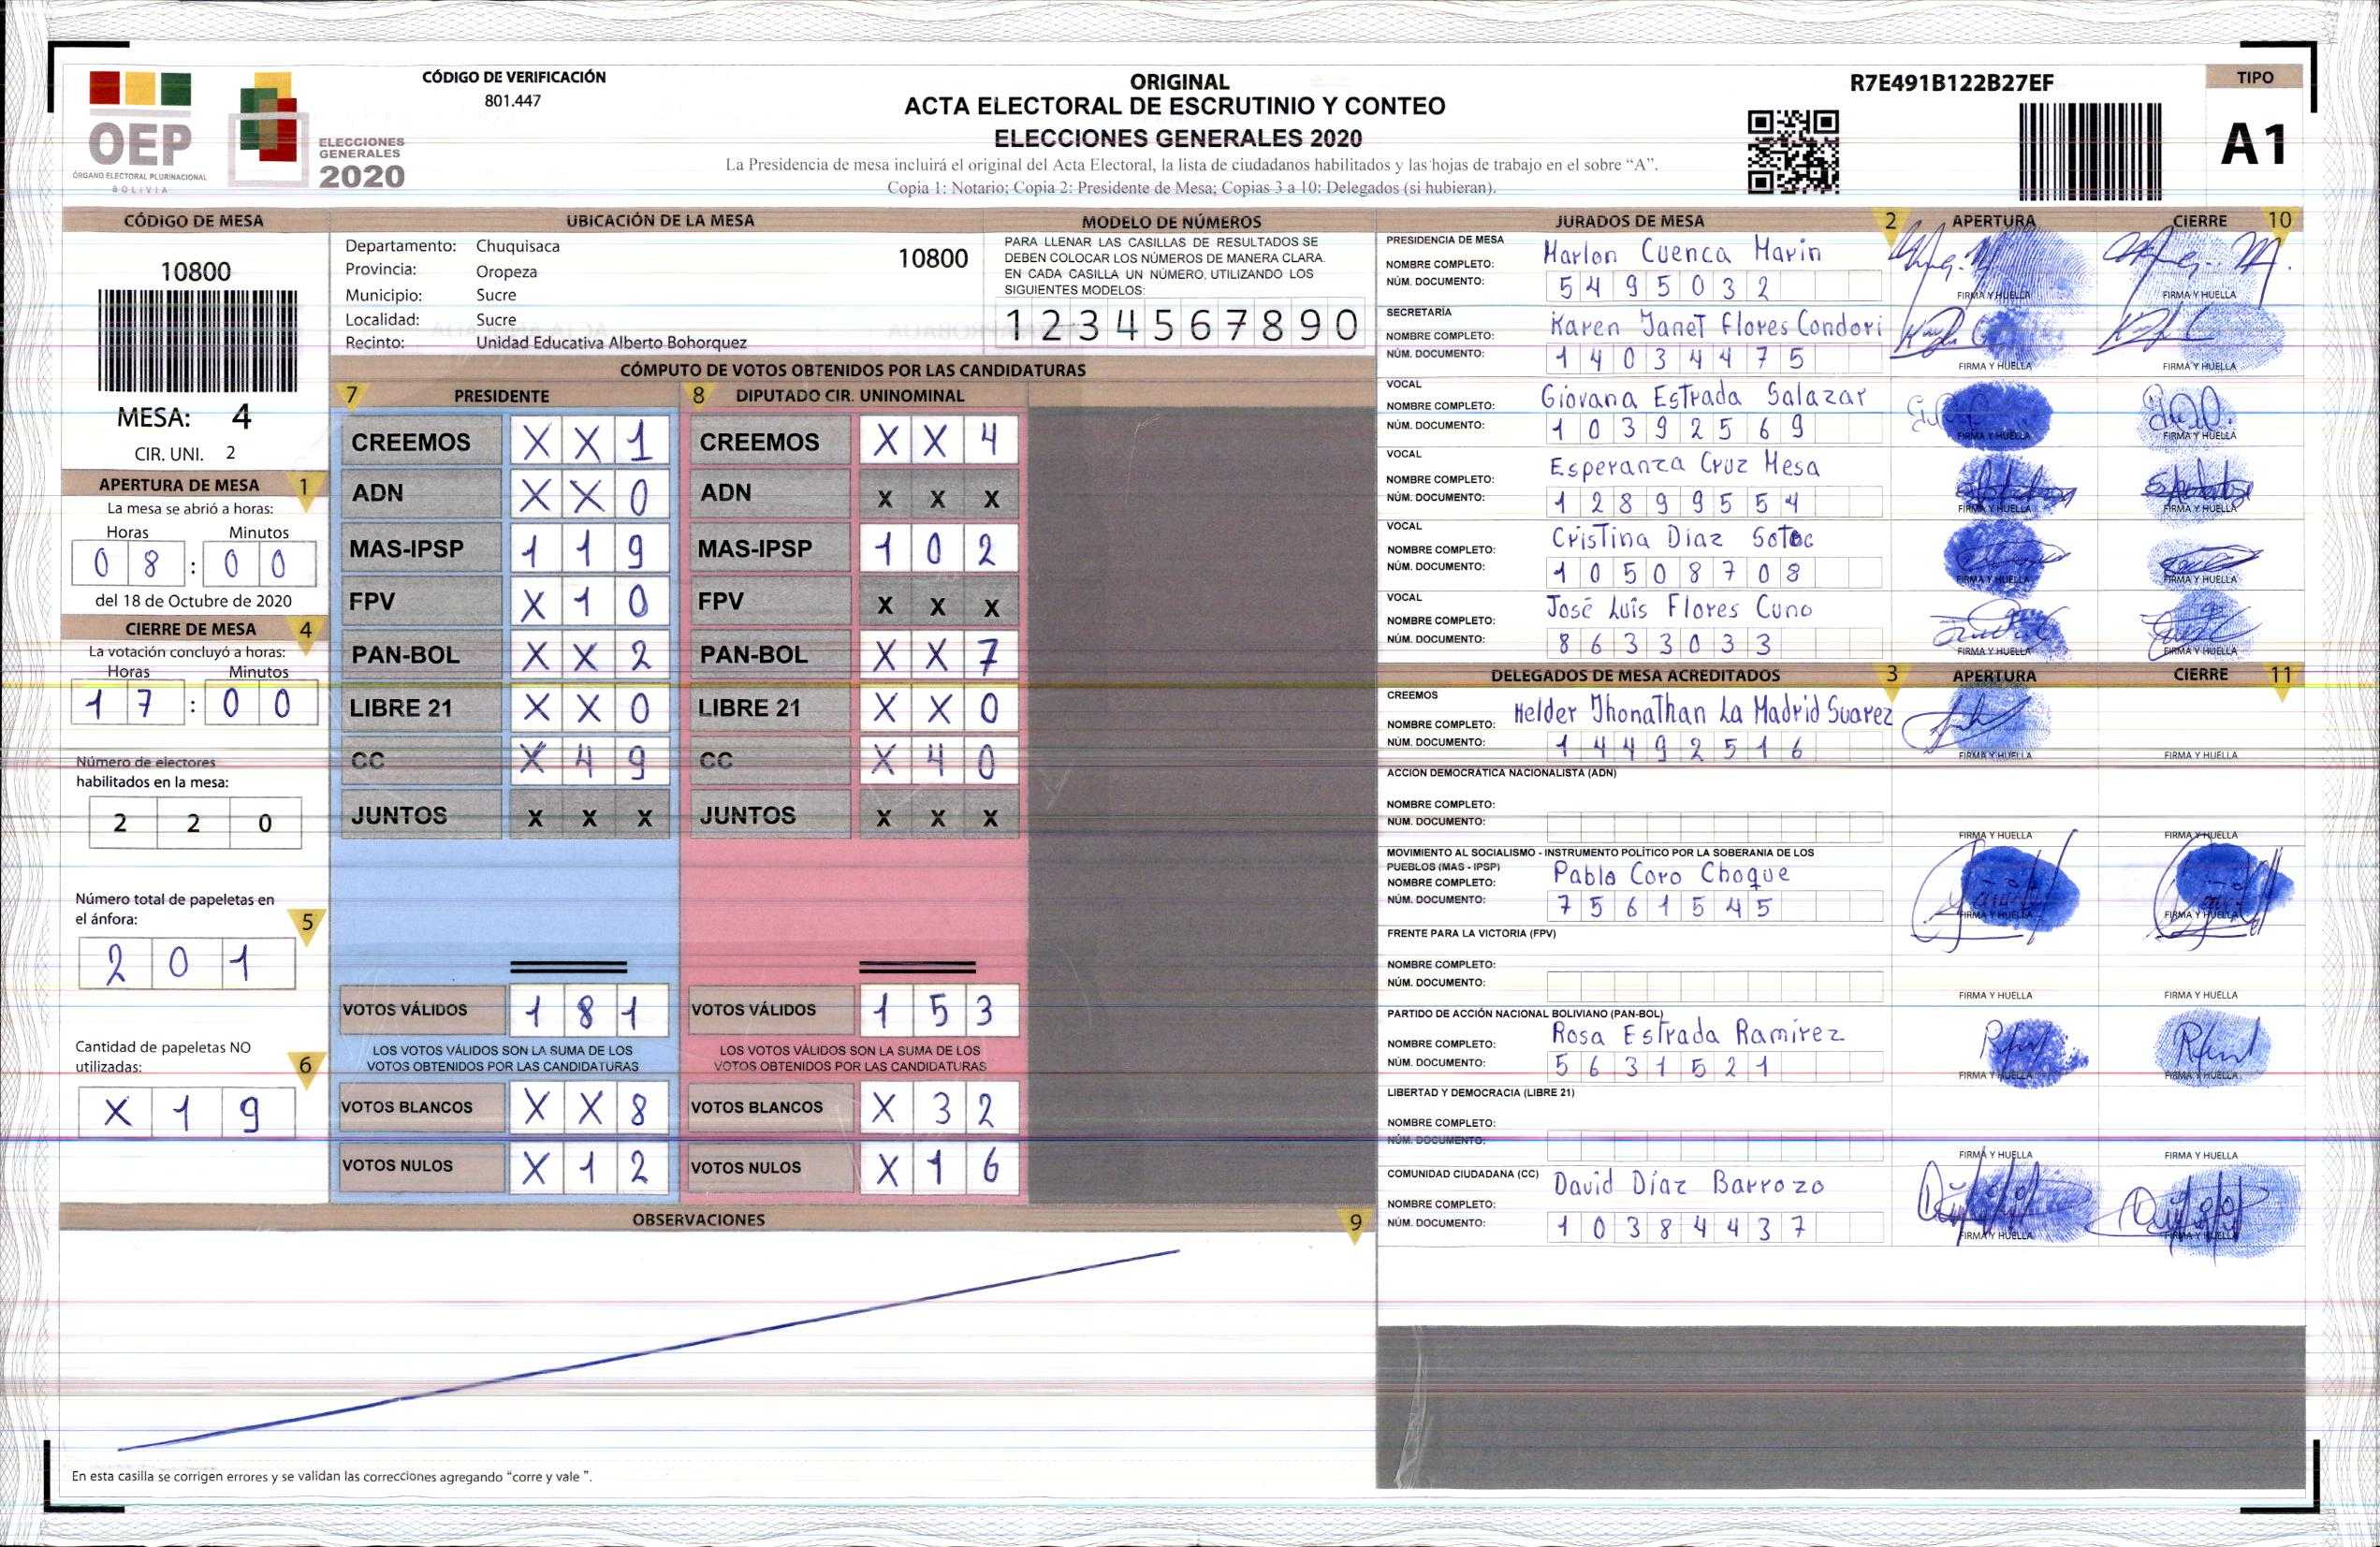 OEP
ÓRGANO ELECTORAL PLURINACIONAL
BOLIVIA
ELECCIONES
GENERALES
2020
CÓDIGO DE VERIFICACIÓN
801.447
ORIGINAL
ACTA ELECTORAL DE ESCRUTINIO Y CONTEO
ELECCIONES GENERALES 2020
La Presidencia de mesa incluirá el original del Acta Electoral, la lista de ciudadanos habilitados y las hojas de trabajo en el sobre “A”.
Copia 1: Notario; Copia 2: Presidente de Mesa; Copias 3 a 10: Delegados (si hubieran).
R7E491B122B27EF
TIPO
A1
CÓDIGO DE MESA
10800
MESA: 4
CIR. UNI. 2
APERTURA DE MESA 1
La mesa se abrió a horas:
Horas Minutos
0 8 : 0 0
del 18 de Octubre de 2020
CIERRE DE MESA 4
La votación concluyó a horas:
Horas Minutos
1 7 : 0 0
Número de electores
habilitados en la mesa:
2 2 0
Número total de papeletas en
el ánfora: 5
2 0 1
Cantidad de papeletas NO
utilizadas: 6
X 1 9
UBICACIÓN DE LA MESA
Departamento: Chuquisaca 10800
Provincia: Oropeza
Municipio: Sucre
Localidad: Sucre
Recinto: Unidad Educativa Alberto Bohorquez
MODELO DE NÚMEROS
PARA LLENAR LAS CASILLAS DE RESULTADOS SE
DEBEN COLOCAR LOS NÚMEROS DE MANERA CLARA.
EN CADA CASILLA UN NÚMERO, UTILIZANDO LOS
SIGUIENTES MODELOS:
1 2 3 4 5 6 7 8 9 0
CÓMPUTO DE VOTOS OBTENIDOS POR LAS CANDIDATURAS
7 PRESIDENTE
CREEMOS X X 1
ADN X X 0
MAS-IPSP 1 1 9
FPV X 1 0
PAN-BOL X X 2
LIBRE 21 X X 0
CC X 4 9
JUNTOS X X X
VOTOS VÁLIDOS 1 8 1
LOS VOTOS VÁLIDOS SON LA SUMA DE LOS
VOTOS OBTENIDOS POR LAS CANDIDATURAS
VOTOS BLANCOS X X 8
VOTOS NULOS X 1 2
8 DIPUTADO CIR. UNINOMINAL
CREEMOS X X 4
ADN X X X
MAS-IPSP 1 0 2
FPV X X X
PAN-BOL X X 7
LIBRE 21 X X 0
CC X 4 0
JUNTOS X X X
VOTOS VÁLIDOS 1 5 3
LOS VOTOS VÁLIDOS SON LA SUMA DE LOS
VOTOS OBTENIDOS POR LAS CANDIDATURAS
VOTOS BLANCOS X 3 2
VOTOS NULOS X 1 6
OBSERVACIONES 9
En esta casilla se corrigen errores y se validan las correcciones agregando “corre y vale ”.
JURADOS DE MESA 2 APERTURA CIERRE 10
PRESIDENCIA DE MESA
NOMBRE COMPLETO: Marlon Cuenca Marin
NÚM. DOCUMENTO: 5 4 9 5 0 3 2
FIRMA Y HUELLA FIRMA Y HUELLA
SECRETARÍA
NOMBRE COMPLETO: Karen Janet Flores Condori
NÚM. DOCUMENTO: 1 4 0 3 4 4 7 5
FIRMA Y HUELLA FIRMA Y HUELLA
VOCAL
NOMBRE COMPLETO: Giovana Estrada Salazar
NÚM. DOCUMENTO: 1 0 3 9 2 5 6 9
FIRMA Y HUELLA FIRMA Y HUELLA
VOCAL
NOMBRE COMPLETO: Esperanza Cruz Mesa
NÚM. DOCUMENTO: 1 2 8 9 9 5 5 4
FIRMA Y HUELLA FIRMA Y HUELLA
VOCAL
NOMBRE COMPLETO: Cristina Diaz
NÚM. DOCUMENTO: 1 0 5 0 8 7 0 8
FIRMA Y HUELLA FIRMA Y HUELLA
VOCAL
NOMBRE COMPLETO: José Luis Flores Cuno
NÚM. DOCUMENTO: 8 6 3 3 0 3 3
FIRMA Y HUELLA FIRMA Y HUELLA
DELEGADOS DE MESA ACREDITADOS 3 APERTURA CIERRE 11
CREEMOS
NOMBRE COMPLETO: Helder Jhonathan La Madrid Suarez
NÚM. DOCUMENTO: 1 4 4 9 2 5 1 6
FIRMA Y HUELLA FIRMA Y HUELLA
ACCIÓN DEMOCRÁTICA NACIONALISTA (ADN)
NOMBRE COMPLETO:
NÚM. DOCUMENTO:
FIRMA Y HUELLA FIRMA Y HUELLA
MOVIMIENTO AL SOCIALISMO - INSTRUMENTO POLÍTICO POR LA SOBERANIA DE LOS
PUEBLOS (MAS - IPSP)
NOMBRE COMPLETO: Pablo Coro Choque
NÚM. DOCUMENTO: 7 5 6 1 5 4 5
FIRMA Y HUELLA FIRMA Y HUELLA
FRENTE PARA LA VICTORIA (FPV)
NOMBRE COMPLETO:
NÚM. DOCUMENTO:
FIRMA Y HUELLA FIRMA Y HUELLA
PARTIDO DE ACCIÓN NACIONAL BOLIVIANO (PAN-BOL)
NOMBRE COMPLETO: Rosa Estrada Ramirez
NÚM. DOCUMENTO: 5 6 3 1 5 2 1
FIRMA Y HUELLA FIRMA Y HUELLA
LIBERTAD Y DEMOCRACIA (LIBRE 21)
NOMBRE COMPLETO:
NÚM. DOCUMENTO:
FIRMA Y HUELLA FIRMA Y HUELLA
COMUNIDAD CIUDADANA (CC)
NOMBRE COMPLETO: David Díaz Barrozo
NÚM. DOCUMENTO: 1 0 3 8 4 4 3 7
FIRMA Y HUELLA FIRMA Y HUELLA